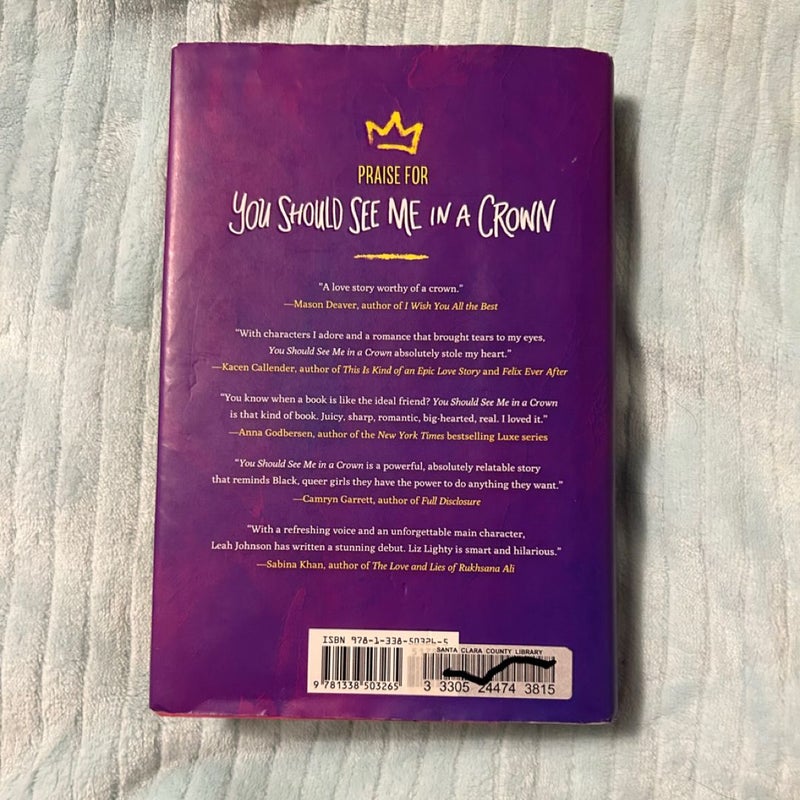 PRAISE FOR
YOU SHOULD SEE ME IN A CROWN
“A love story worthy of a crown.”
—Mason Deaver, author of I Wish You All the Best
“With characters I adore and a romance that brought tears to my eyes,
You Should See Me in a Crown absolutely stole my heart.”
—Kacen Callender, author of This Is Kind of an Epic Love Story and Felix Ever After
“You know when a book is like the ideal friend? You Should See Me in a Crown
is that kind of book. Juicy, sharp, romantic, big-hearted, real. I loved it.”
—Anna Godbersen, author of the New York Times bestselling Luxe series
“You Should See Me in a Crown is a powerful, absolutely relatable story
that reminds Black, queer girls they have the power to do anything they want.”
—Camryn Garrett, author of Full Disclosure
“With a refreshing voice and an unforgettable main character,
Leah Johnson has written a stunning debut. Liz Lighty is smart and hilarious.”
—Sabina Khan, author of The Love and Lies of Rukhsana Ali
ISBN 978-1-338-50326-5
SANTA CLARA COUNTY LIBRARY
9 781338 503265
3 3305 24474 3815